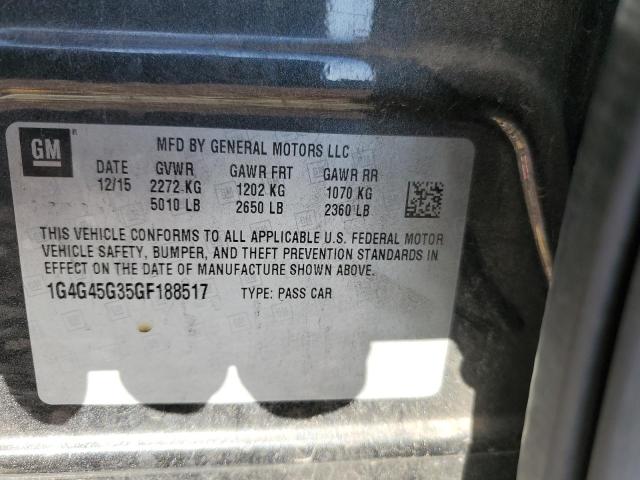 GM
MFD BY GENERAL MOTORS LLC
DATE GVWR GAWR FRT GAWR RR
12/15 2272 KG 1202 KG 1070 KG
5010 LB 2650 LB 2360 LB
THIS VEHICLE CONFORMS TO ALL APPLICABLE U.S. FEDERAL MOTOR
VEHICLE SAFETY, BUMPER, AND THEFT PREVENTION STANDARDS IN
EFFECT ON THE DATE OF MANUFACTURE SHOWN ABOVE.
1G4G45G35GF188517 TYPE: PASS CAR